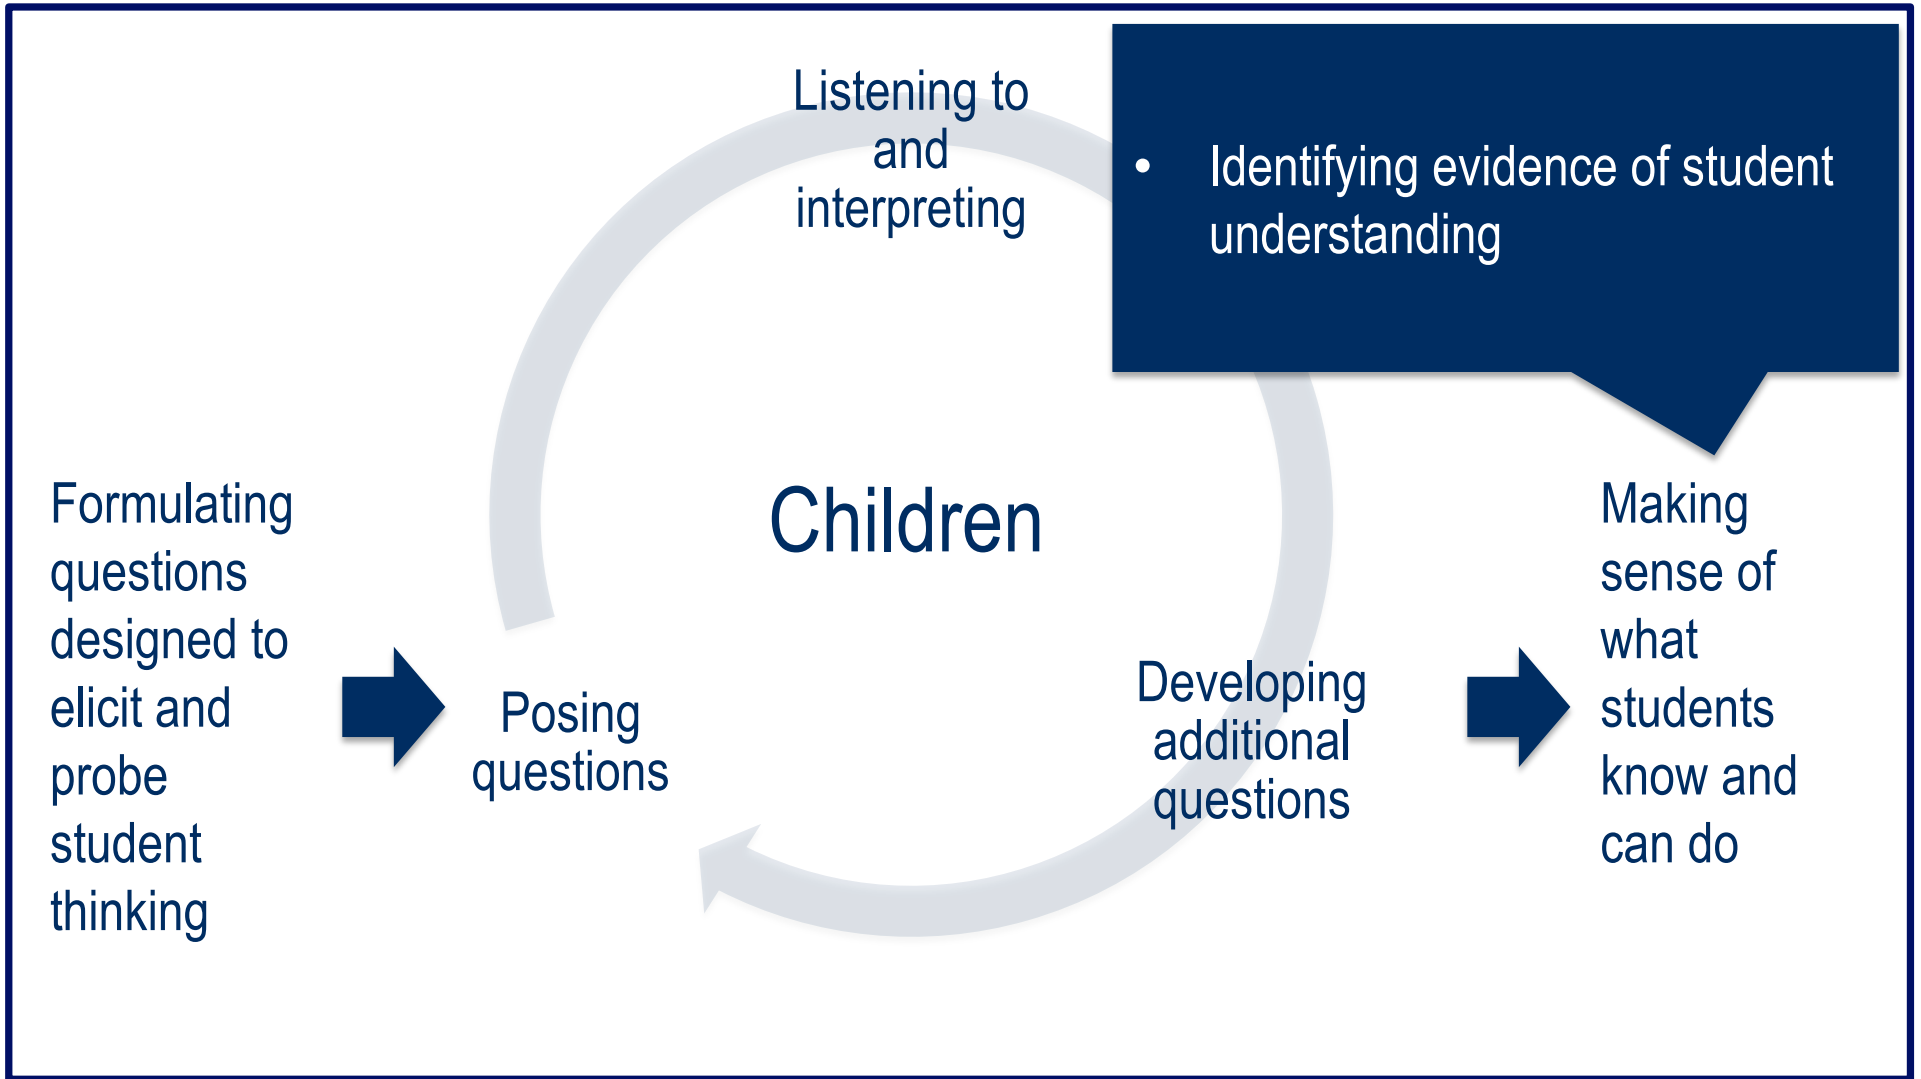 Listening to
and
interpreting
• Identifying evidence of student
understanding
Formulating
questions
designed to
elicit and
probe
student
thinking
Posing
questions
Children
Developing
additional
questions
Making
sense of
what
students
know and
can do